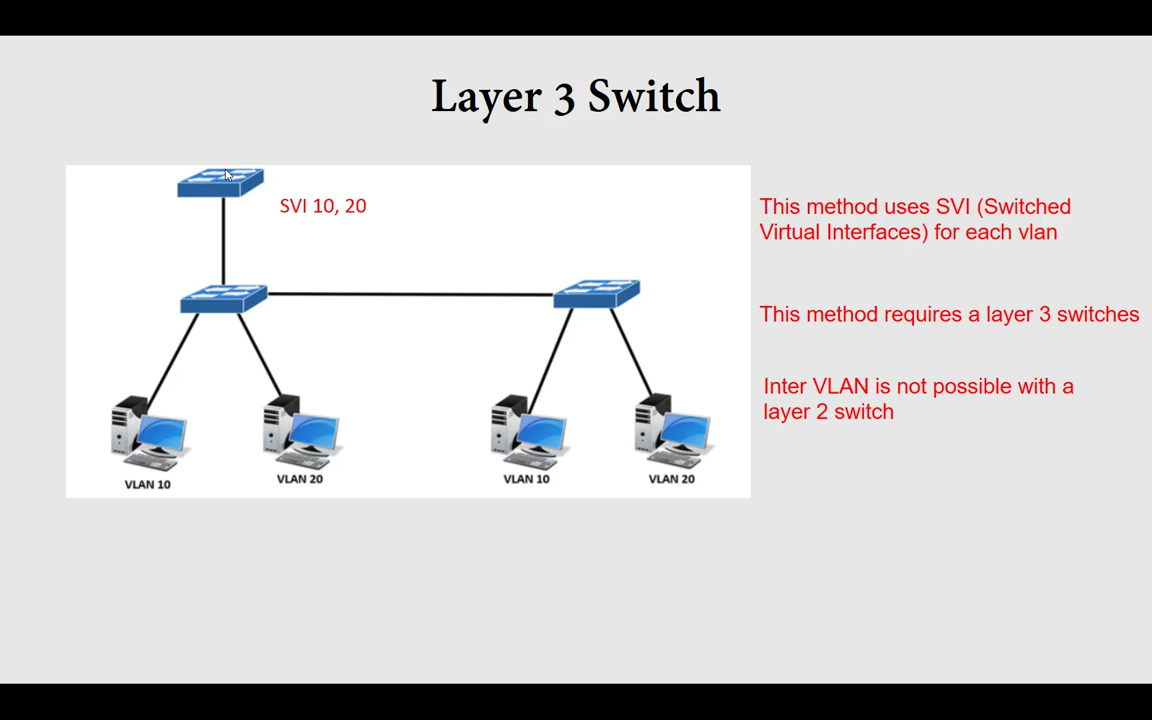 Layer 3 Switch
SVI 10, 20
This method uses SVI (Switched
Virtual Interfaces) for each vlan
This method requires a layer 3 switches
Inter VLAN is not possible with a
layer 2 switch
VLAN 10
VLAN 20
VLAN 10
VLAN 20